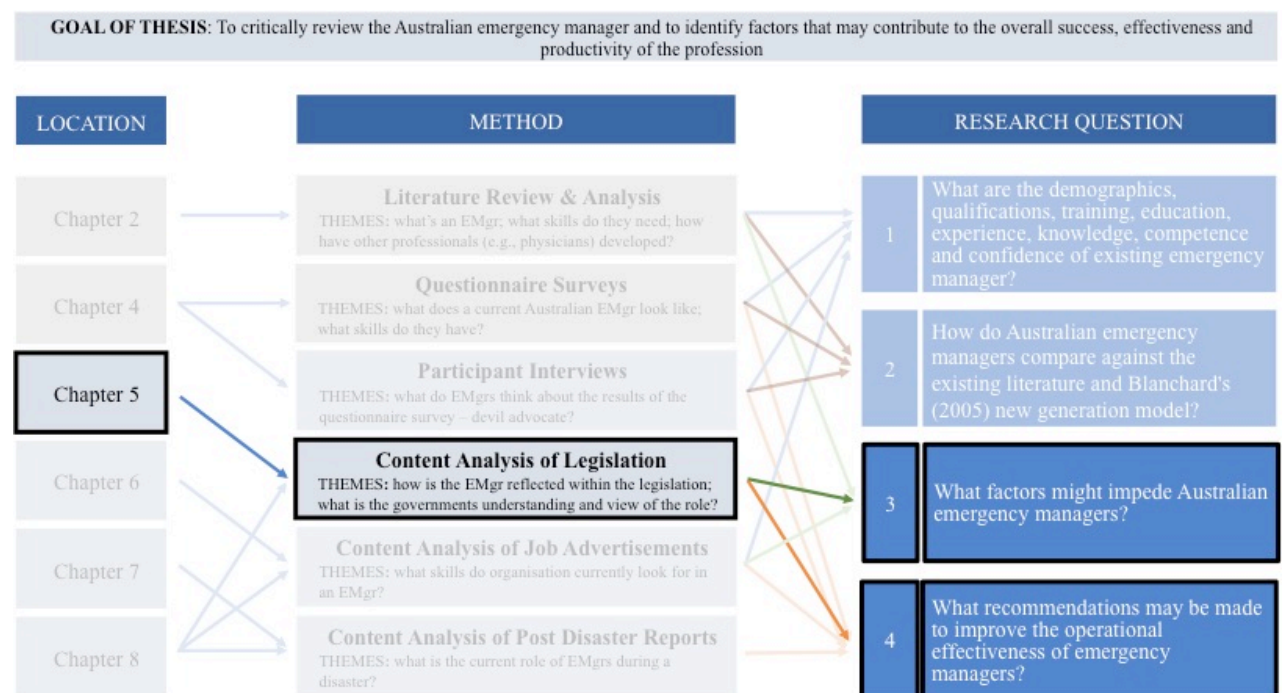 GOAL OF THESIS: To critically review the Australian emergency manager and to identify factors that may contribute to the overall success, effectiveness and
productivity of the profession
LOCATION
METHOD
RESEARCH QUESTION
Chapter 2
Literature Review & Analysis
THEMES: what's an EMgr; what skills do they need; how
have other professionals (e.g., physicians) developed?
1
What are the demographics,
qualifications, training, education,
experience, knowledge, competence
and confidence of existing emergency
manager?
Chapter 4
Questionnaire Surveys
THEMES: what does a current Australian EMgr look like;
what skills do they have?
2
How do Australian emergency
managers compare against the
existing literature and Blanchard's
(2005) new generation model?
Chapter 5
Participant Interviews
THEMES: what do EMgrs think about the results of the
questionnaire survey – devil advocate?
Chapter 6
Content Analysis of Legislation
THEMES: how is the EMgr reflected within the legislation;
what is the governments understanding and view of the role?
3
What factors might impede Australian
emergency managers?
Chapter 7
Content Analysis of Job Advertisements
THEMES: what skills do organisation currently look for in
an EMgr?
Chapter 8
Content Analysis of Post Disaster Reports
THEMES: what is the current role of EMgrs during a
disaster?
4
What recommendations may be made
to improve the operational
effectiveness of emergency
managers?